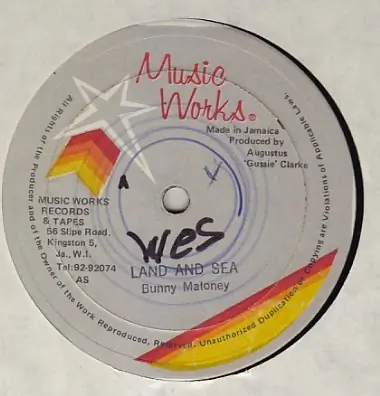 Music
Works®
Made in Jamaica
Produced by
Augustus
'Gussie' Clarke
MUSIC WORKS
RECORDS
& TAPES
56 Slipe Road,
Kingston 5,
Ja., W.I.
Tel: 92-92074
AS
A
wes
LAND AND SEA
Bunny Maloney
All Rights of the Producer and of the Owner of the Work Reproduced, Reserved. Unauthorized Duplication or Copying are Violations of Applicable Laws.